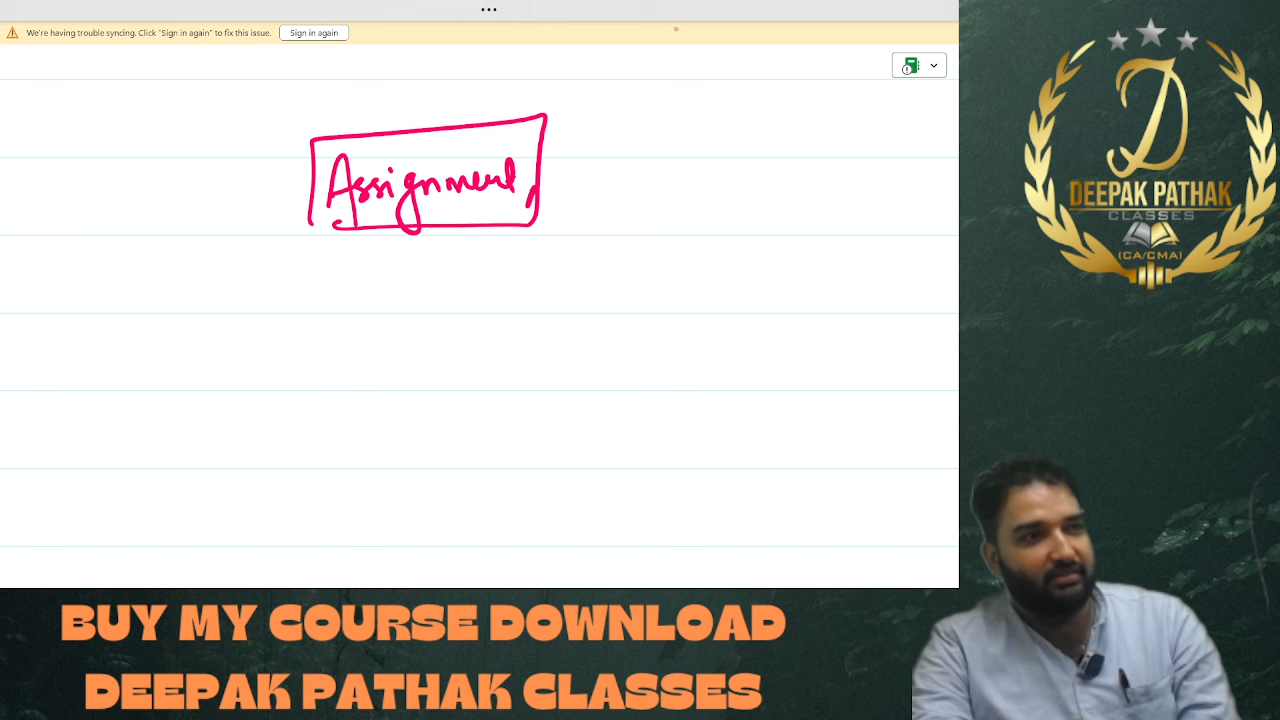 We're having trouble syncing. Click "Sign in again" to fix this issue. Sign in again
Assignment
DEEPAK PATHAK
CLASSES
(CA/CMA)
BUY MY COURSE DOWNLOAD
DEEPAK PATHAK CLASSES